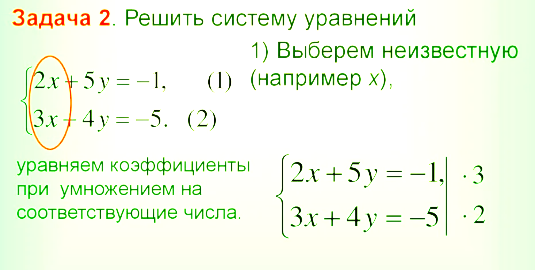 Задача 2. Решить систему уравнений
1) Выберем неизвестную
(например x),
2x + 5y = −1, (1)
3x + 4y = −5. (2)
уравняем коэффициенты
при умножением на
соответствующие числа.
2x + 5y = −1, | · 3
3x + 4y = −5 | · 2